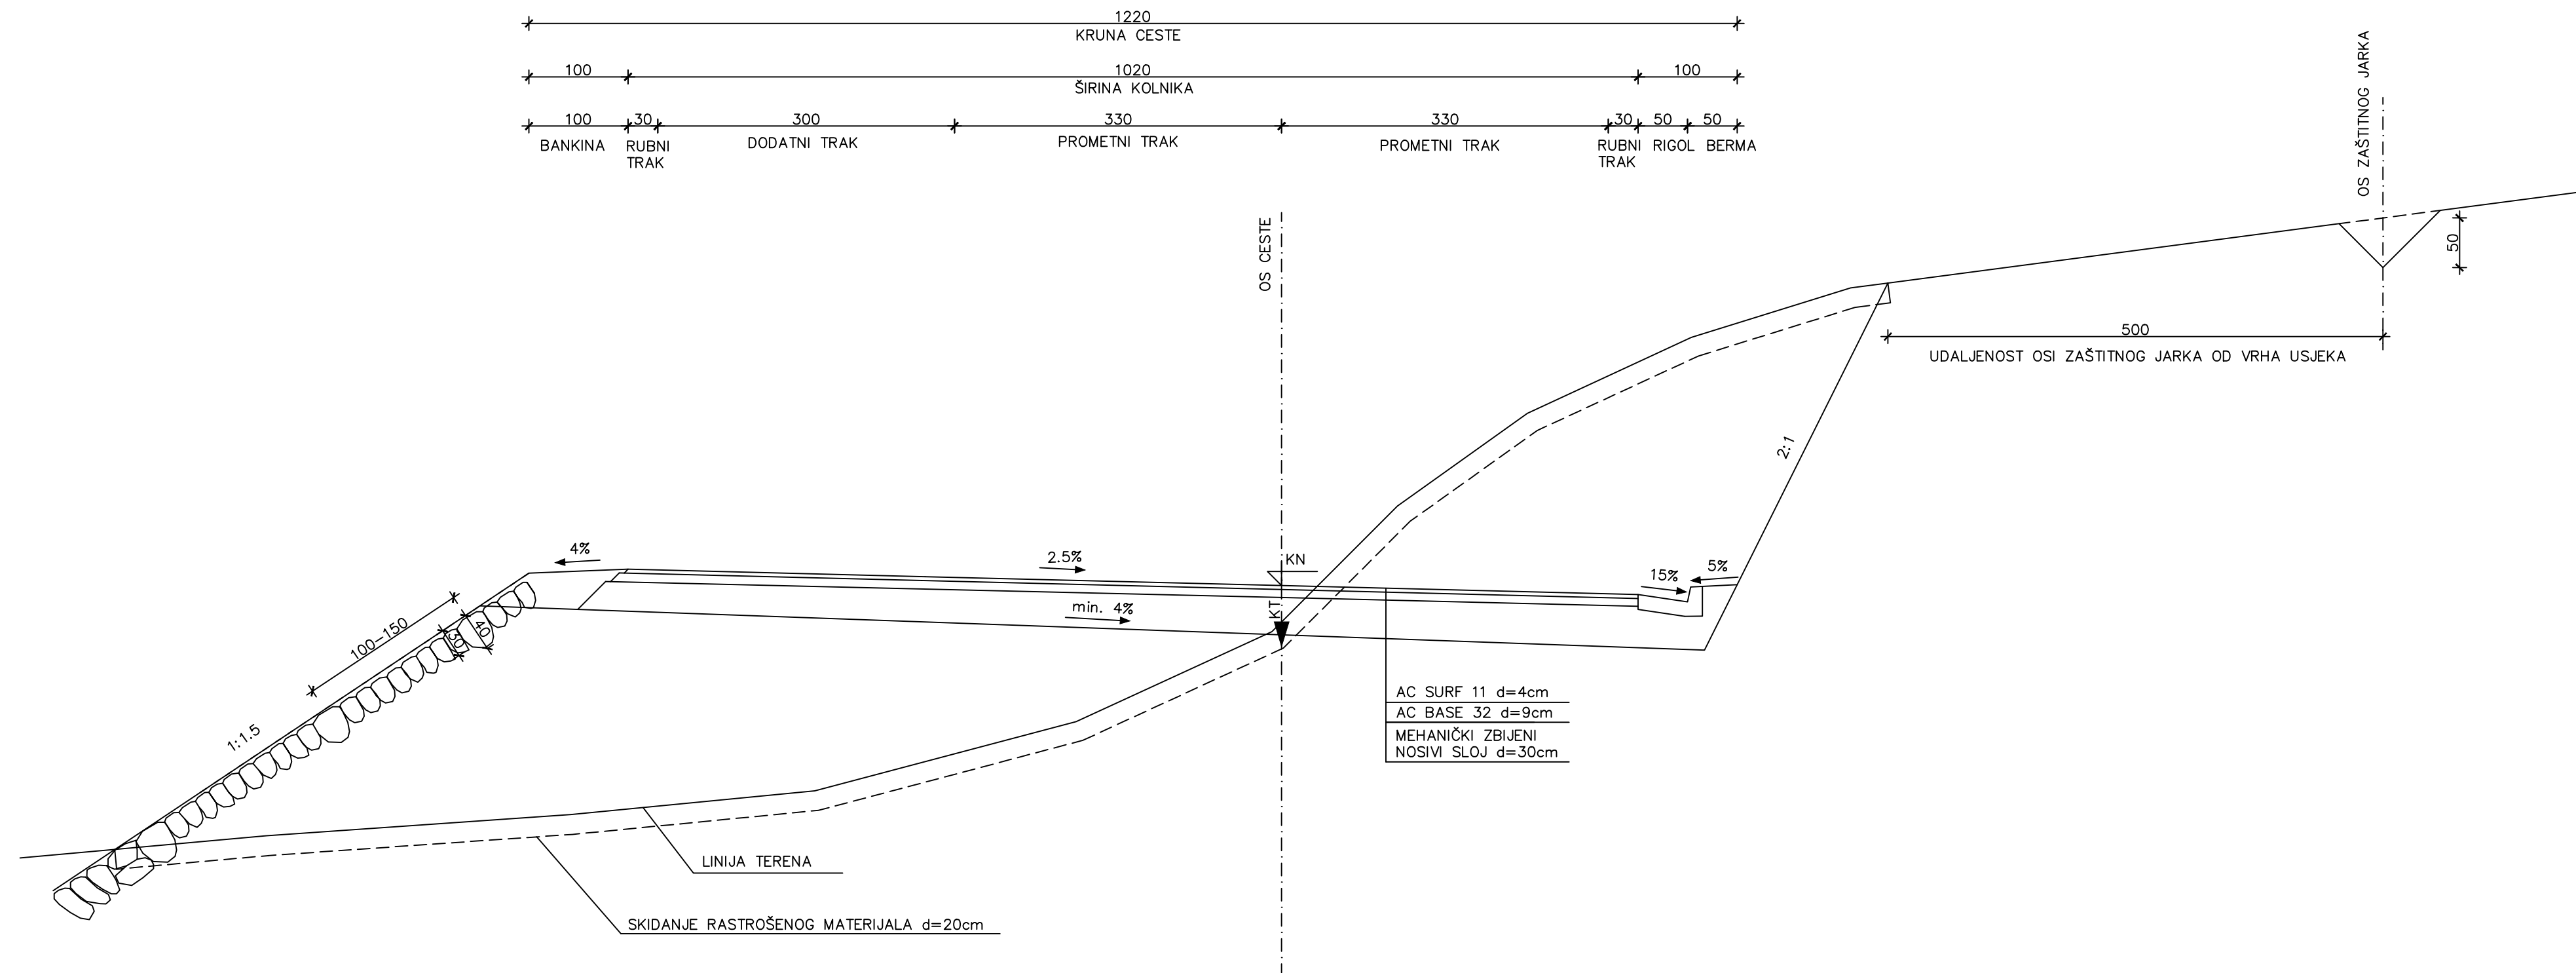 1220
KRUNA CESTE
100
1020
100
ŠIRINA KOLNIKA
100
30
300
330
330
30
50
50
BANKINA
RUBNI
TRAK
DODATNI TRAK
PROMETNI TRAK
PROMETNI TRAK
RUBNI
TRAK
RIGOL
BERMA
OS ZAŠTITNOG JARKA
50
OS CESTE
500
UDALJENOST OSI ZAŠTITNOG JARKA OD VRHA USJEKA
2:1
4%
2.5%
KN
15%
5%
min. 4%
KT
100-150
30
40
1:1.5
AC SURF 11 d=4cm
AC BASE 32 d=9cm
MEHANIČKI ZBIJENI
NOSIVI SLOJ d=30cm
LINIJA TERENA
SKIDANJE RASTROŠENOG MATERIJALA d=20cm